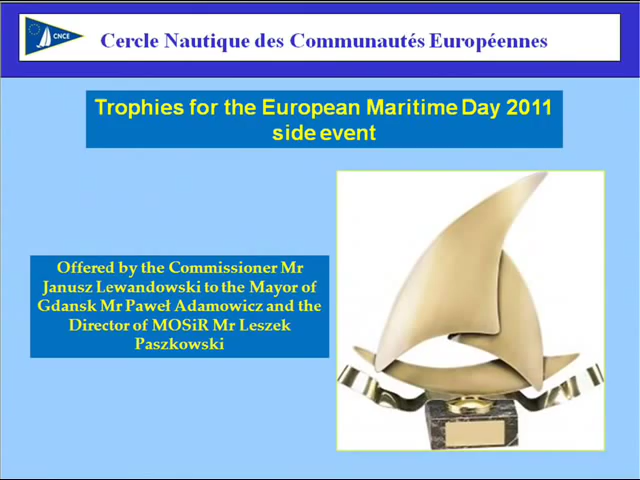 CNCE
Cercle Nautique des Communautés Européennes
Trophies for the European Maritime Day 2011
side event
Offered by the Commissioner Mr
Janusz Lewandowski to the Mayor of
Gdansk Mr Paweł Adamowicz and the
Director of MOSiR Mr Leszek
Paszkowski